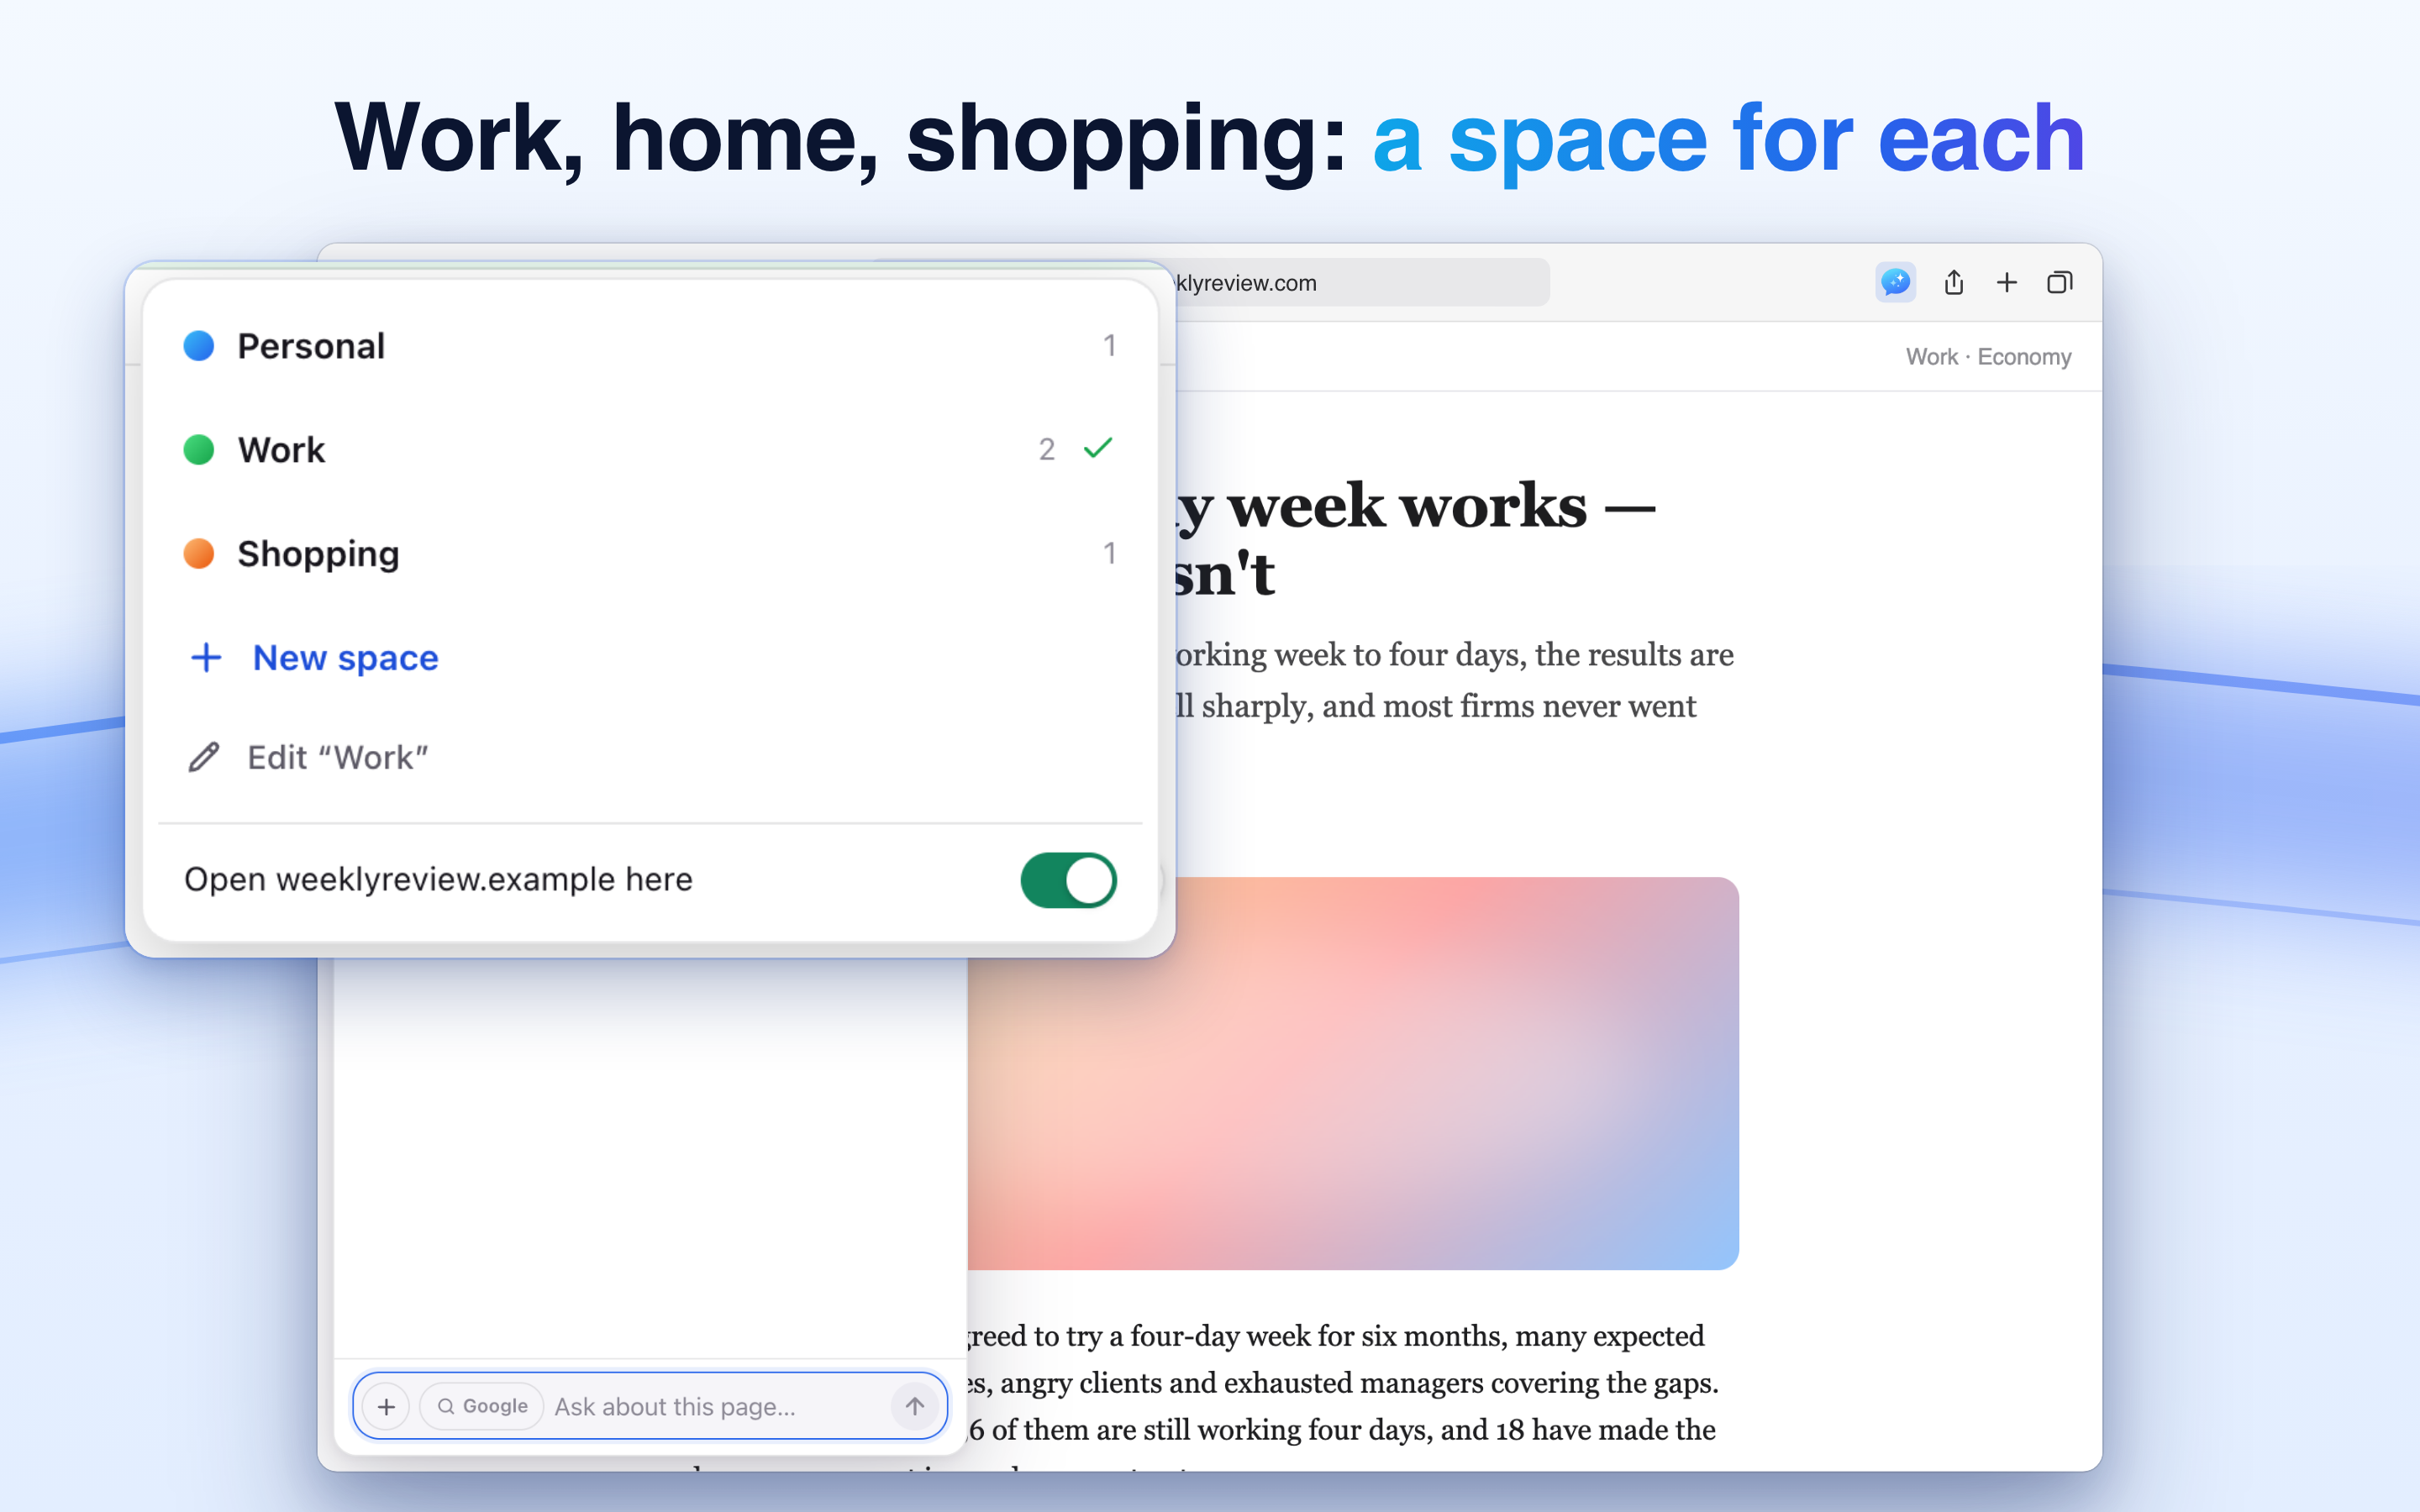 Work, home, shopping: a space for each
klyreview.com
Personal 1
Work 2
Shopping 1
New space
Edit “Work”
Open weeklyreview.example here
Work · Economy
week works —
sn't
orking week to four days, the results are
ll sharply, and most firms never went
greed to try a four-day week for six months, many expected
es, angry clients and exhausted managers covering the gaps.
6 of them are still working four days, and 18 have made the
Google Ask about this page...